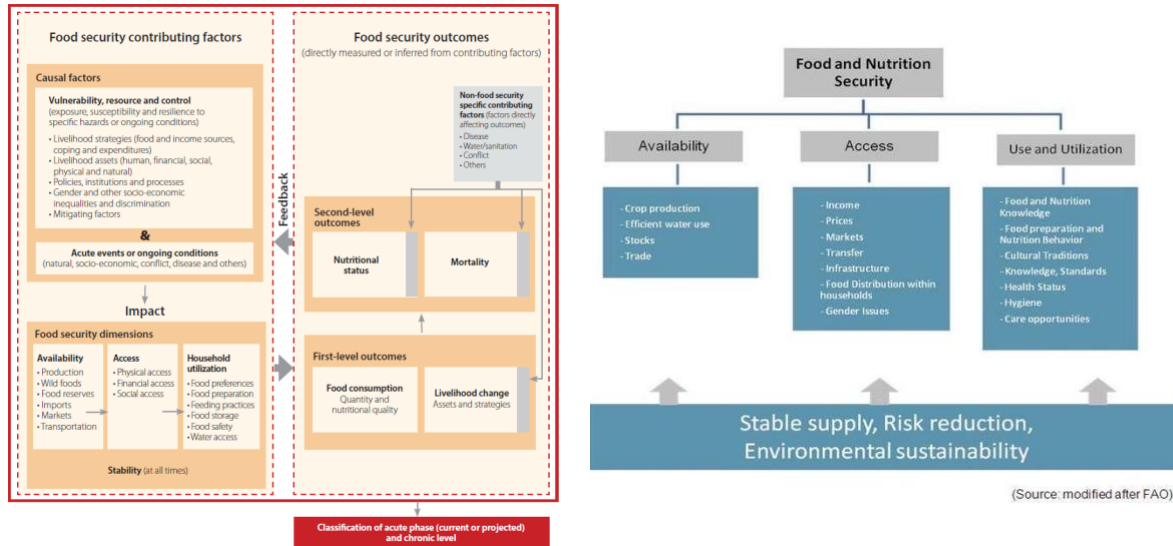 Food security contributing factors
Causal factors
Vulnerability, resource and control
(exposure, susceptibility and resilience to
specific hazards or ongoing conditions)
• Livelihood strategies (food and income sources,
coping and expenditures)
• Livelihood assets (human, financial, social,
physical and natural)
• Policies, institutions and processes
• Gender and other socio-economic
inequalities and discrimination
• Mitigating factors
&
Acute events or ongoing conditions
(natural, socio-economic, conflict, disease and others)
Impact
Food security dimensions
Availability
• Production
• Wild foods
• Food reserves
• Imports
• Markets
• Transportation
Access
• Physical access
• Financial access
• Social access
Household
utilization
• Food preferences
• Food preparation
• Feeding practices
• Food storage
• Food safety
• Water access
Stability (at all times)
Feedback
Food security outcomes
(directly measured or inferred from contributing factors)
Non-food security
specific contributing
factors (factors directly
affecting outcomes)
• Disease
• Water/sanitation
• Conflict
• Others
Second-level
outcomes
Nutritional
status
Mortality
First-level outcomes
Food consumption
Quantity and
nutritional quality
Livelihood change
Assets and strategies
Classification of acute phase (current or projected)
and chronic level
Food and Nutrition
Security
Availability
- Crop production
- Efficient water use
- Stocks
- Trade
Access
- Income
- Prices
- Markets
- Transfer
- Infrastructure
- Food Distribution within
households
- Gender Issues
Use and Utilization
- Food and Nutrition
Knowledge
- Food preparation and
Nutrition Behavior
- Cultural Traditions
- Knowledge, Standards
- Health Status
- Hygiene
- Care opportunities
Stable supply, Risk reduction,
Environmental sustainability
(Source: modified after FAO)